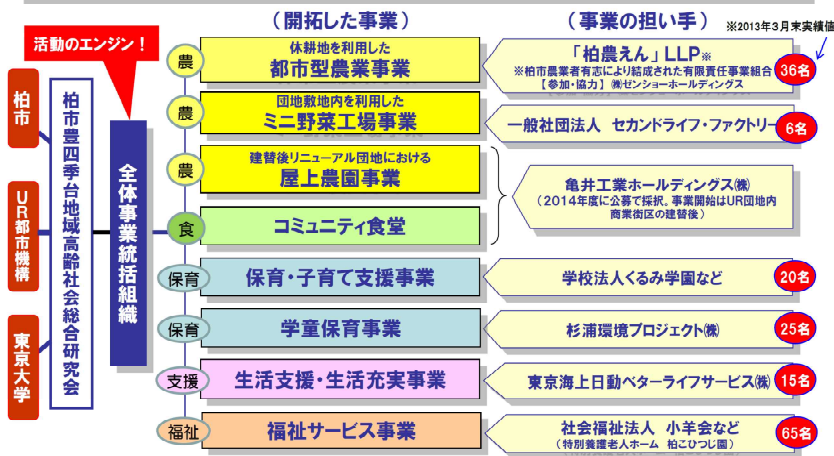 (開拓した事業)
(事業の担い手)
※2013年3月末実績値
活動のエンジン!
柏市
UR都市機構
東京大学
柏市豊四季台地域高齢社会総合研究会
全体事業統括組織
農
休耕地を利用した
都市型農業事業
「柏農えん」LLP※
※柏市農業者有志により結成された有限責任事業組合
【参加・協力】 ㈱ゼンショーホールディングス
36名
農
団地敷地内を利用した
ミニ野菜工場事業
一般社団法人 セカンドライフ・ファクトリー
6名
農
建替後リニューアル団地における
屋上農園事業
食
コミュニティ食堂
亀井工業ホールディングス㈱
(2014年度に公募で採択。事業開始はUR団地内
商業街区の建替後)
保育
保育・子育て支援事業
学校法人くるみ学園など
20名
保育
学童保育事業
杉浦環境プロジェクト㈱
25名
支援
生活支援・生活充実事業
東京海上日動ベターライフサービス㈱
15名
福祉
福祉サービス事業
社会福祉法人 小羊会など
(特別養護老人ホーム 柏こひつじ園)
65名